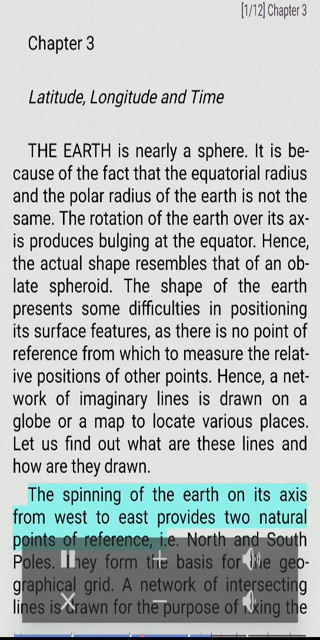 [1/12] Chapter 3
Chapter 3
Latitude, Longitude and Time
THE EARTH is nearly a sphere. It is be-
cause of the fact that the equatorial radius
and the polar radius of the earth is not the
same. The rotation of the earth over its ax-
is produces bulging at the equator. Hence,
the actual shape resembles that of an ob-
late spheroid. The shape of the earth
presents some difficulties in positioning
its surface features, as there is no point of
reference from which to measure the relat-
ive positions of other points. Hence, a net-
work of imaginary lines is drawn on a
globe or a map to locate various places.
Let us find out what are these lines and
how are they drawn.
The spinning of the earth on its axis
from west to east provides two natural
points of reference, i.e. North and South
Poles. They form the basis for the geo-
graphical grid. A network of intersecting
lines is drawn for the purpose of fixing the